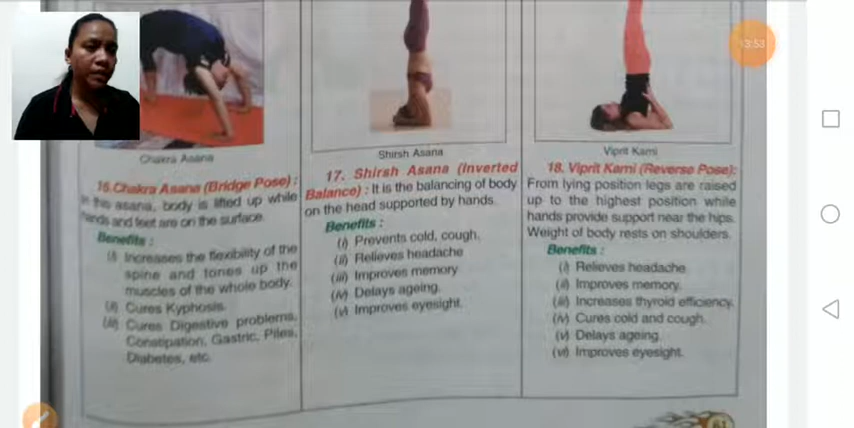 53:53
Chakra Asana
16.Chakra Asana (Bridge Pose) :
In this asana, body is lifted up while
hands and feet are on the surface.
Benefits :
(i) Increases the flexibility of the
spine and tones up the
muscles of the whole body.
(ii) Cures Kyphosis.
(iii) Cures Digestive problems,
Constipation, Gastric, Piles,
Diabetes, etc.
Shirsh Asana
17. Shirsh Asana (Inverted
Balance) : It is the balancing of body
on the head supported by hands.
Benefits :
(i) Prevents cold, cough.
(ii) Relieves headache
(iii) Improves memory
(iv) Delays ageing.
(v) Improves eyesight.
Viprit Karni
18. Viprit Karni (Reverse Pose):
From lying position legs are raised
up to the highest position while
hands provide support near the hips.
Weight of body rests on shoulders.
Benefits :
(i) Relieves headache
(ii) Improves memory.
(iii) Increases thyroid efficiency.
(iv) Cures cold and cough.
(v) Delays ageing.
(vi) Improves eyesight.
61